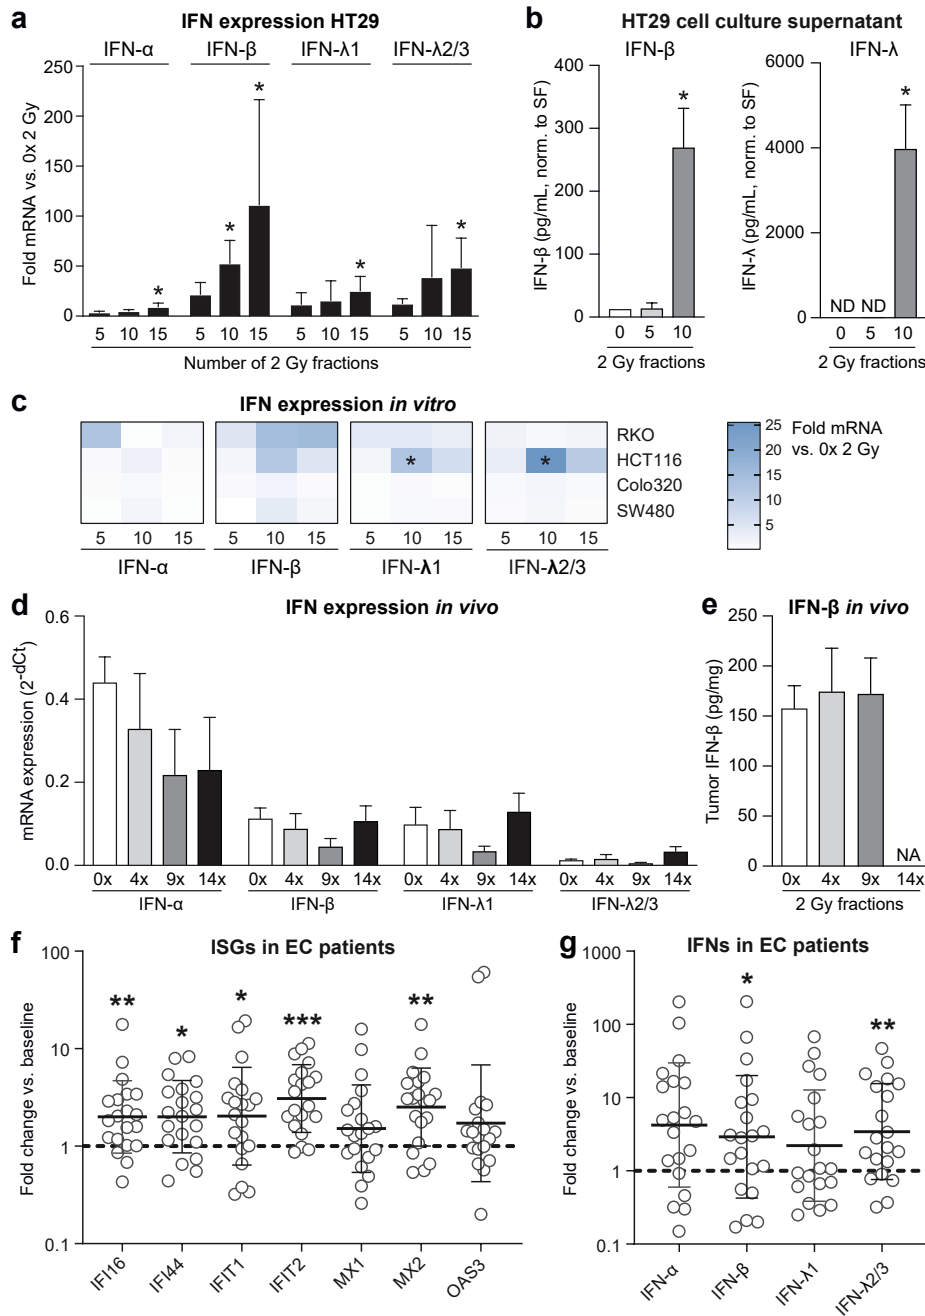 a
IFN expression HT29
IFN-α IFN-β IFN-λ1 IFN-λ2/3
Fold mRNA vs. 0x 2 Gy
250
200
150
100
50
0
* * * * *
5 10 15 5 10 15 5 10 15 5 10 15
Number of 2 Gy fractions
b
HT29 cell culture supernatant
IFN-β
IFN-β (pg/mL, norm. to SF)
400
300
200
100
0
*
0 5 10
2 Gy fractions
IFN-λ
IFN-λ (pg/mL, norm. to SF)
6000
4000
2000
0
*
ND ND
0 5 10
2 Gy fractions
c
IFN expression in vitro
RKO
HCT116
Colo320
SW480
* *
5 10 15 5 10 15 5 10 15 5 10 15
IFN-α IFN-β IFN-λ1 IFN-λ2/3
25
20
15
10
5
Fold mRNA
vs. 0x 2 Gy
d
IFN expression in vivo
mRNA expression (2-dCt)
0.6
0.4
0.2
0.0
0x 4x 9x 14x 0x 4x 9x 14x 0x 4x 9x 14x 0x 4x 9x 14x
IFN-α IFN-β IFN-λ1 IFN-λ2/3
e
IFN-β in vivo
Tumor IFN-β (pg/mg)
250
200
150
100
50
0
NA
0x 4x 9x 14x
2 Gy fractions
f
ISGs in EC patients
Fold change vs. baseline
100
10
1
0.1
** * * *** **
IFI16 IFI44 IFIT1 IFIT2 MX1 MX2 OAS3
g
IFNs in EC patients
Fold change vs. baseline
1000
100
10
1
0.1
* **
IFN-α IFN-β IFN-λ1 IFN-λ2/3